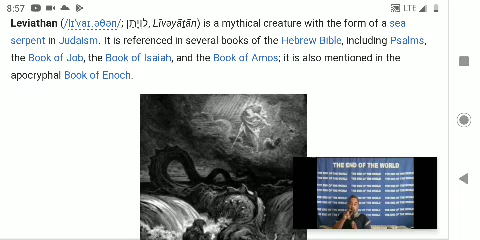 8:57 LTE
Leviathan (/lɪˈvaɪ.əθən/; לִוְיָתָן, Līvəyāṯān) is a mythical creature with the form of a sea
serpent in Judaism. It is referenced in several books of the Hebrew Bible, including Psalms,
the Book of Job, the Book of Isaiah, and the Book of Amos; it is also mentioned in the
apocryphal Book of Enoch.
THE END OF THE WORLD